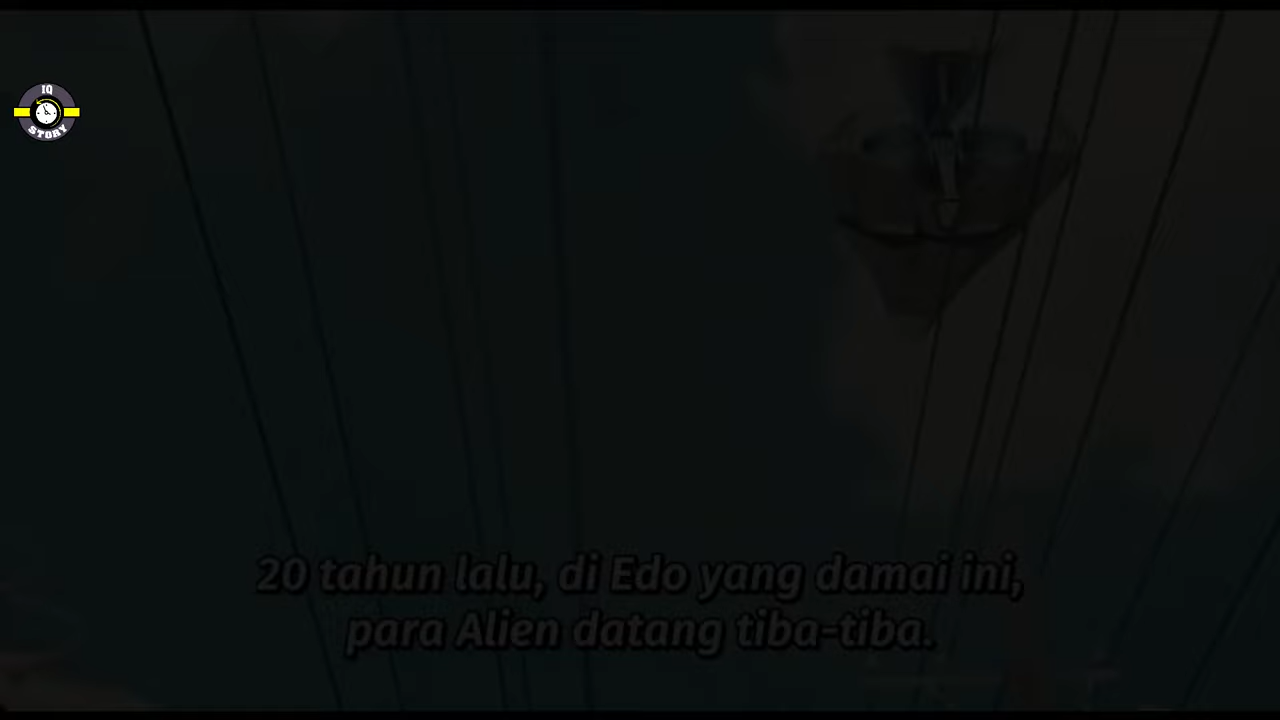 IQ
STORY
20 tahun lalu, di Edo yang damai ini,
para Alien datang tiba-tiba.